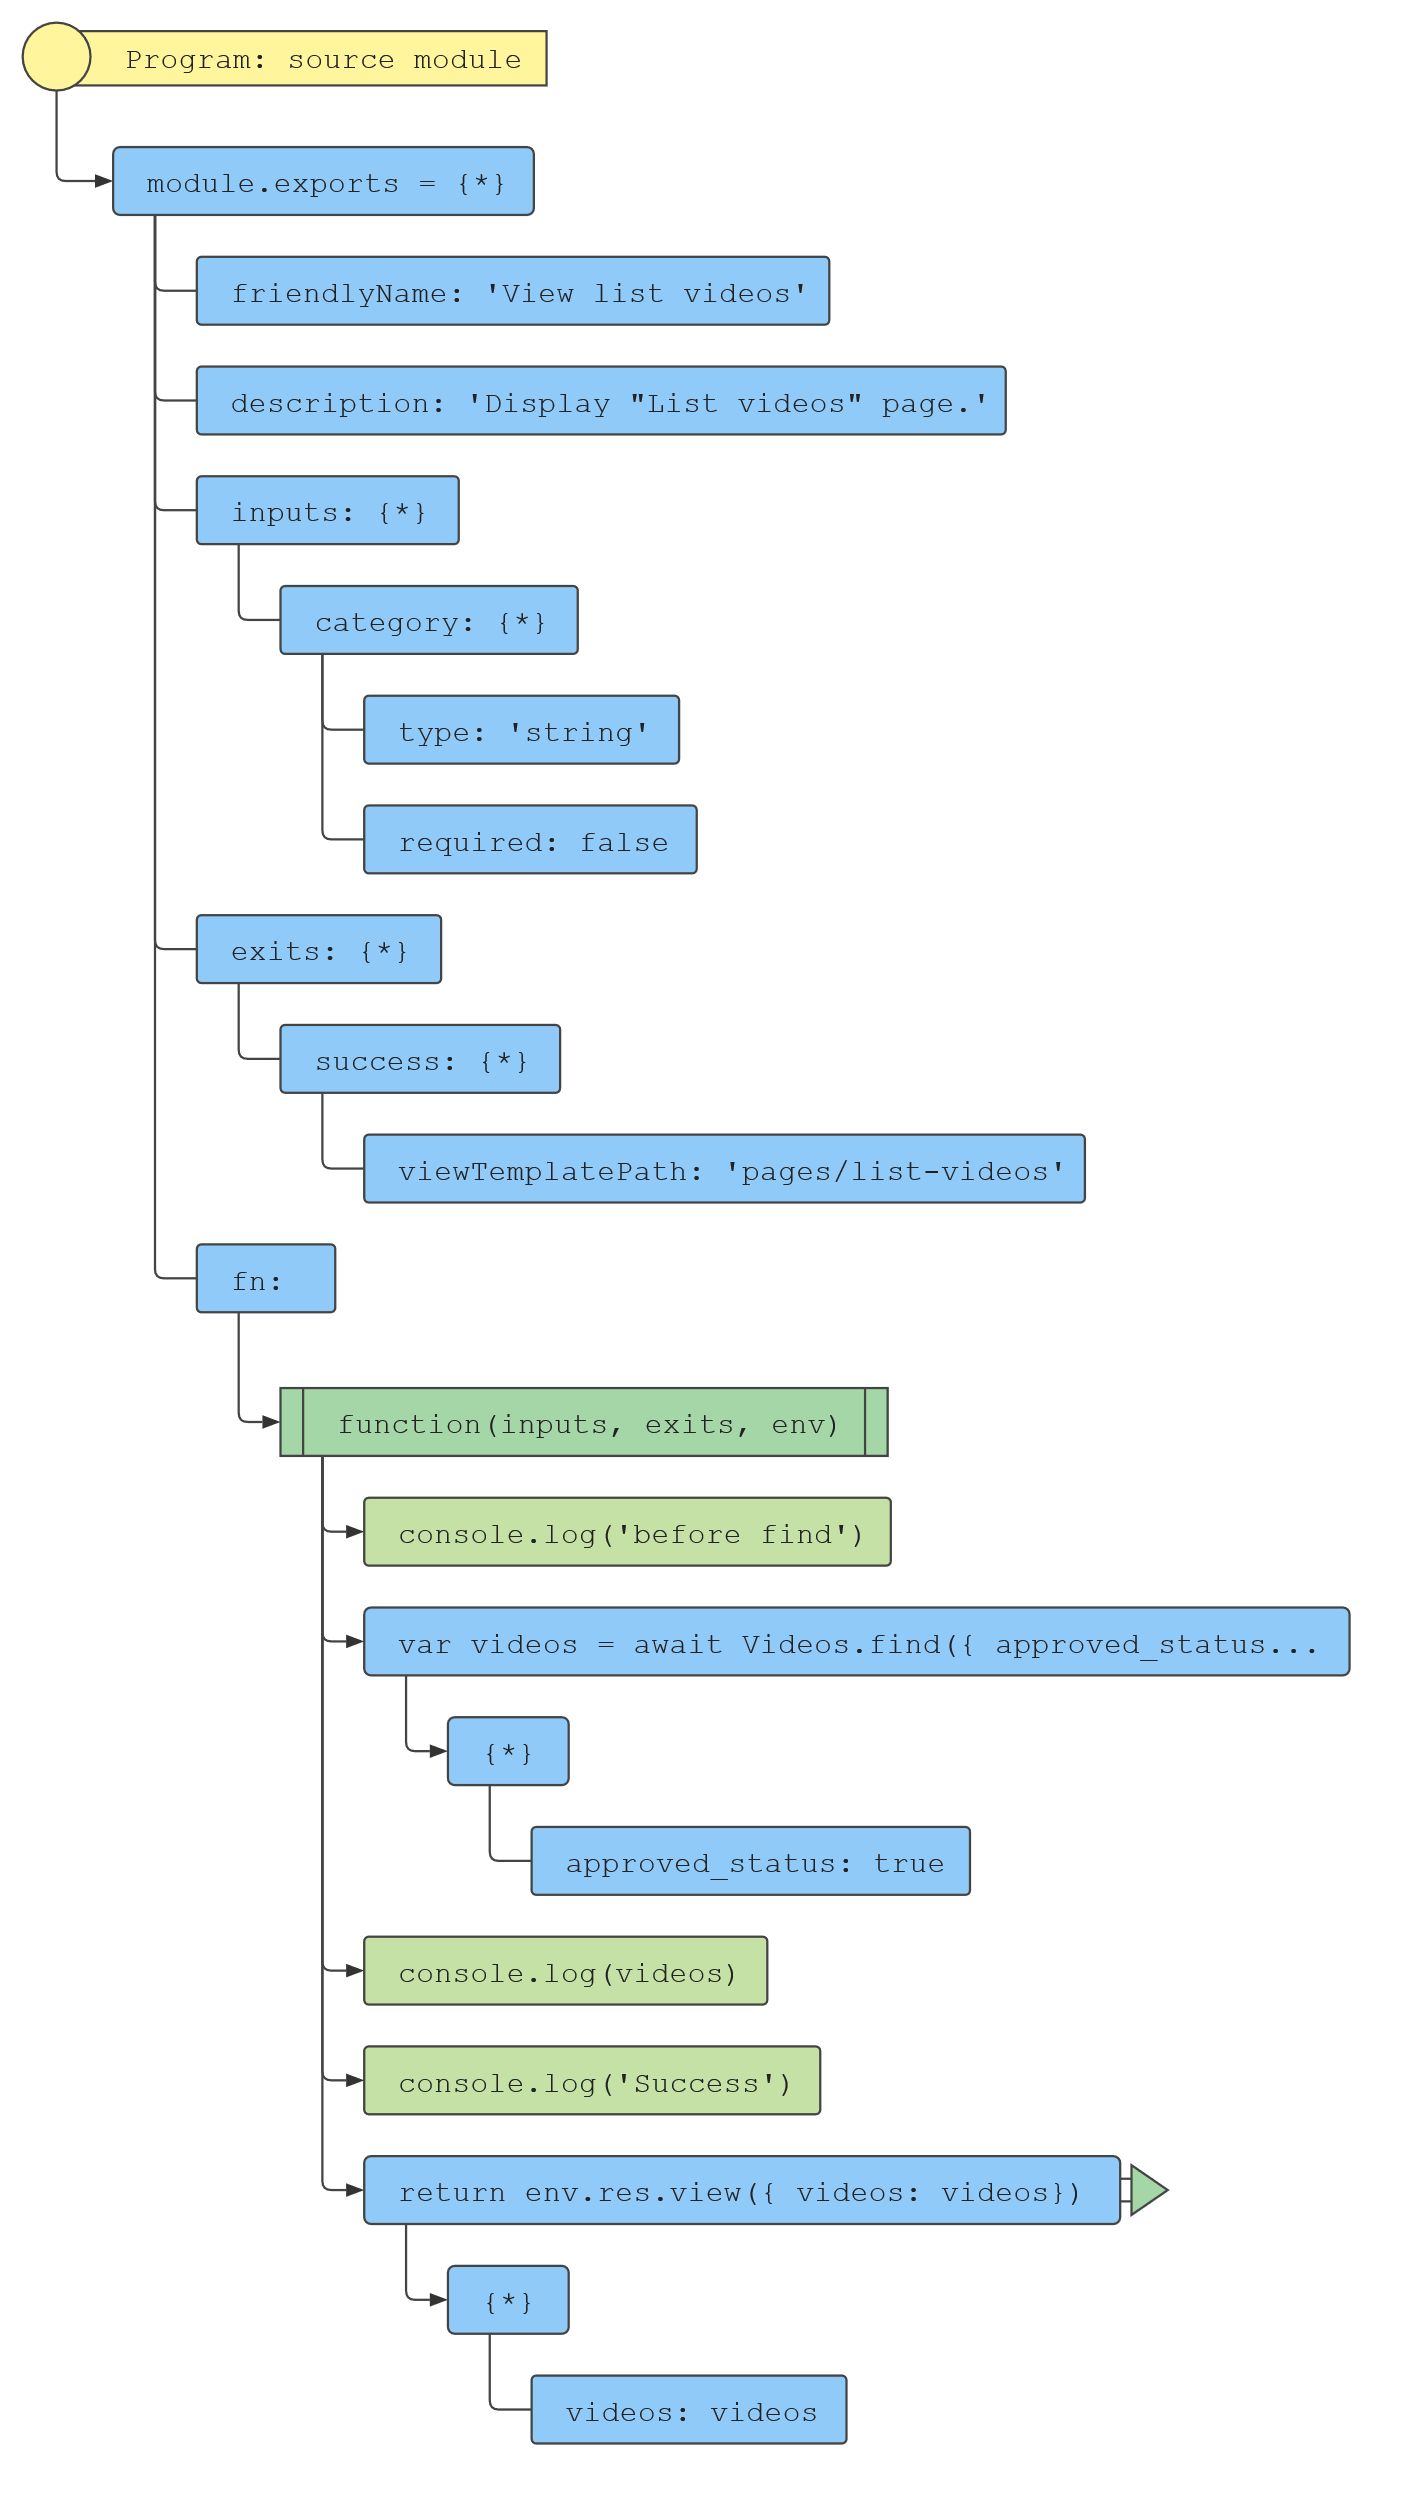 Program: source module
module.exports = {*}
friendlyName: 'View list videos'
description: 'Display "List videos" page.'
inputs: {*}
category: {*}
type: 'string'
required: false
exits: {*}
success: {*}
viewTemplatePath: 'pages/list-videos'
fn:
function(inputs, exits, env)
console.log('before find')
var videos = await Videos.find({ approved_status...
{*}
approved_status: true
console.log(videos)
console.log('Success')
return env.res.view({ videos: videos})
{*}
videos: videos